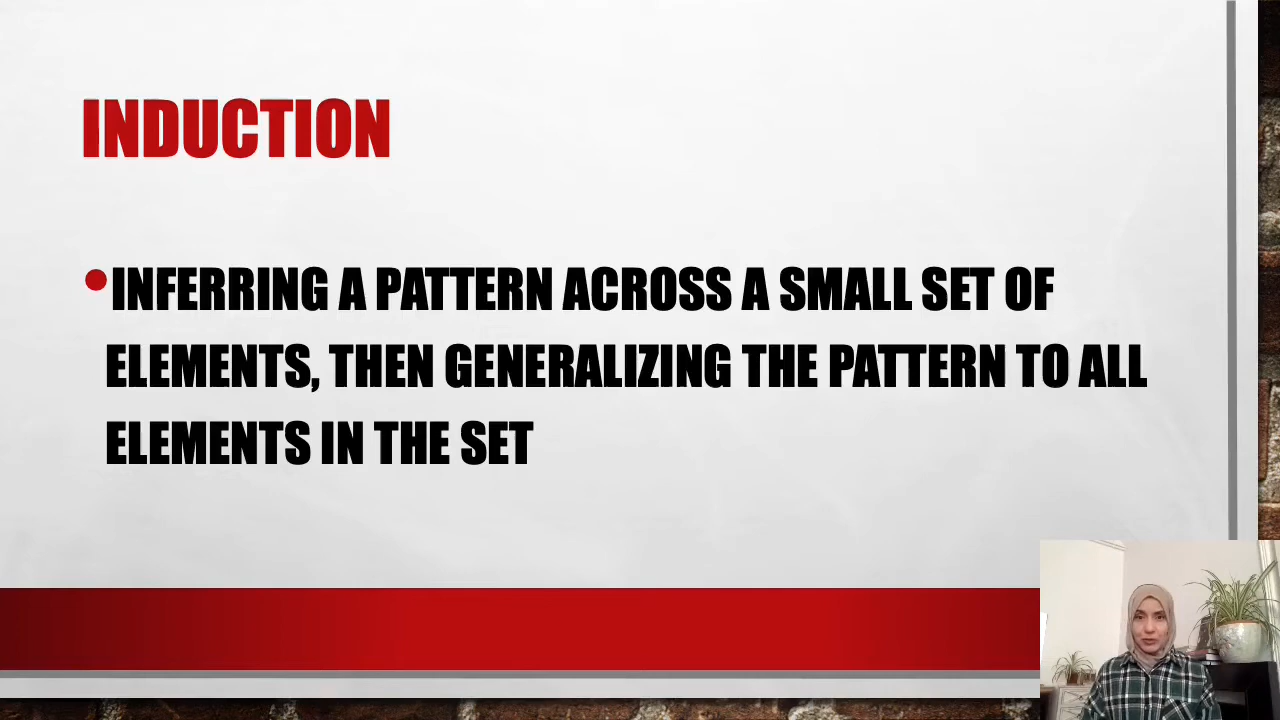 INDUCTION
•INFERRING A PATTERN ACROSS A SMALL SET OF
ELEMENTS, THEN GENERALIZING THE PATTERN TO ALL
ELEMENTS IN THE SET